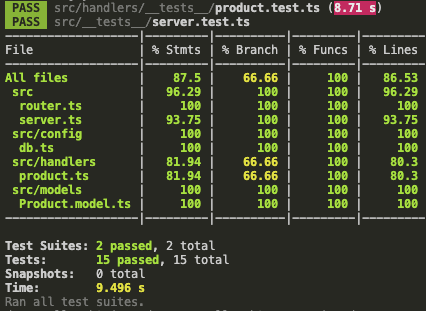 PASS src/handlers/__tests__/product.test.ts (8.71 s)
PASS src/__tests__/server.test.ts
File | % Stmts | % Branch | % Funcs | % Lines
All files | 87.5 | 66.66 | 100 | 86.53
src | 96.29 | 100 | 100 | 96.29
router.ts | 100 | 100 | 100 | 100
server.ts | 93.75 | 100 | 100 | 93.75
src/config | 100 | 100 | 100 | 100
db.ts | 100 | 100 | 100 | 100
src/handlers | 81.94 | 66.66 | 100 | 80.3
product.ts | 81.94 | 66.66 | 100 | 80.3
src/models | 100 | 100 | 100 | 100
Product.model.ts | 100 | 100 | 100 | 100
Test Suites: 2 passed, 2 total
Tests: 15 passed, 15 total
Snapshots: 0 total
Time: 9.496 s
Ran all test suites.